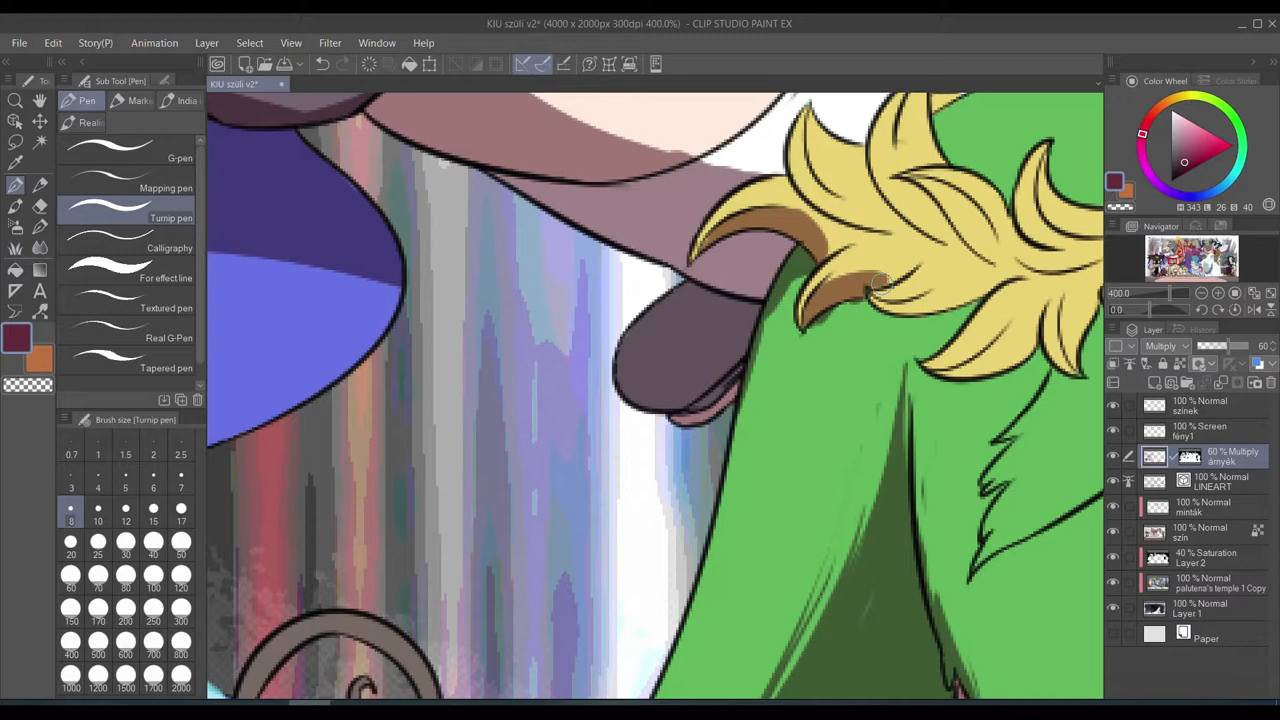 KIU szüli v2* (4000 x 2000px 300dpi 400.0%) - CLIP STUDIO PAINT EX
File Edit Story(P) Animation Layer Select View Filter Window Help
To Sub Tool [Pen]
KIU szüli v2*
Color Wheel Color Slider
Pen Marke India
Realis
G-pen
Mapping pen
Turnip pen
Calligraphy
For effect line
Textured pen
Real G-Pen
Tapered pen
Brush size [Turnip pen]
0.7 1 1.5 2 2.5
3 4 5 6 7
8 10 12 15 17
20 25 30 40 50
60 70 80 100 120
150 170 200 250 300
400 500 600 700 800
1000 1200 1500 1700 2000
H 343 L 26 S 40
Navigator
400.0
0.0
Layer History
Multiply 60
100 % Normal
szinek
100 % Screen
fény1
60 % Multiply
árnyék
100 % Normal
LINEART
100 % Normal
minták
100 % Normal
szín
40 % Saturation
Layer 2
100 % Normal
palutena's temple 1 Copy
100 % Normal
Layer 1
Paper